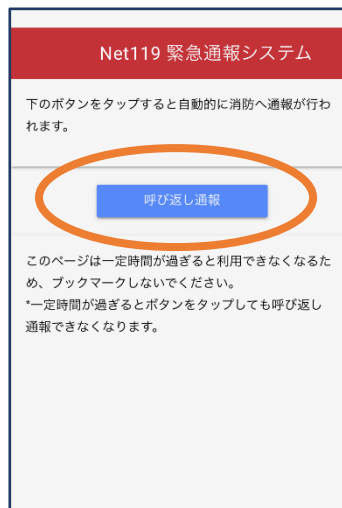 Net119 緊急通報システム
下のボタンをタップすると自動的に消防へ通報が行わ
れます。
呼び返し通報
このページは一定時間が過ぎると利用できなくなるた
め、ブックマークしないでください。
*一定時間が過ぎるとボタンをタップしても呼び返し
通報できなくなります。